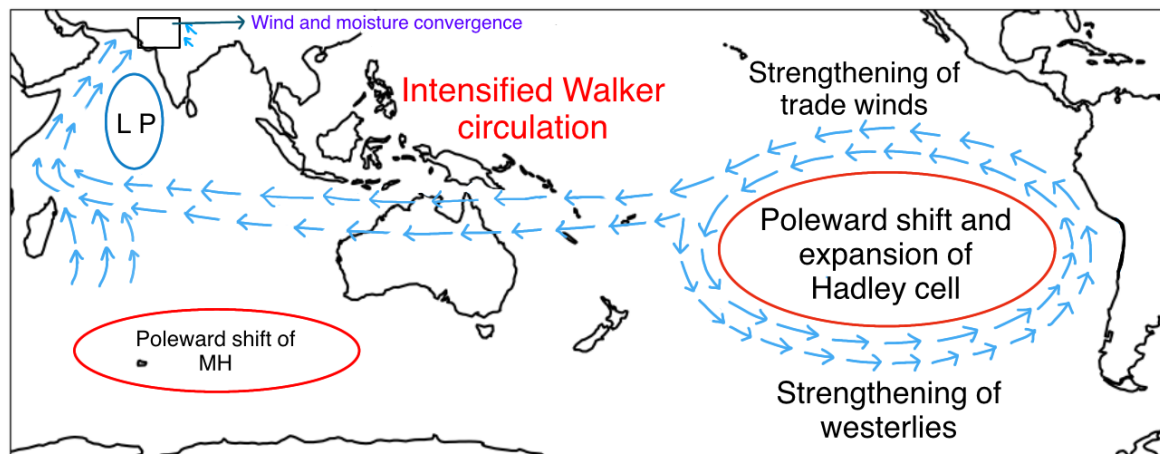 Wind and moisture convergence
L P
Intensified Walker
circulation
Strengthening of
trade winds
Poleward shift and
expansion of
Hadley cell
Poleward shift of
MH
Strengthening of
westerlies